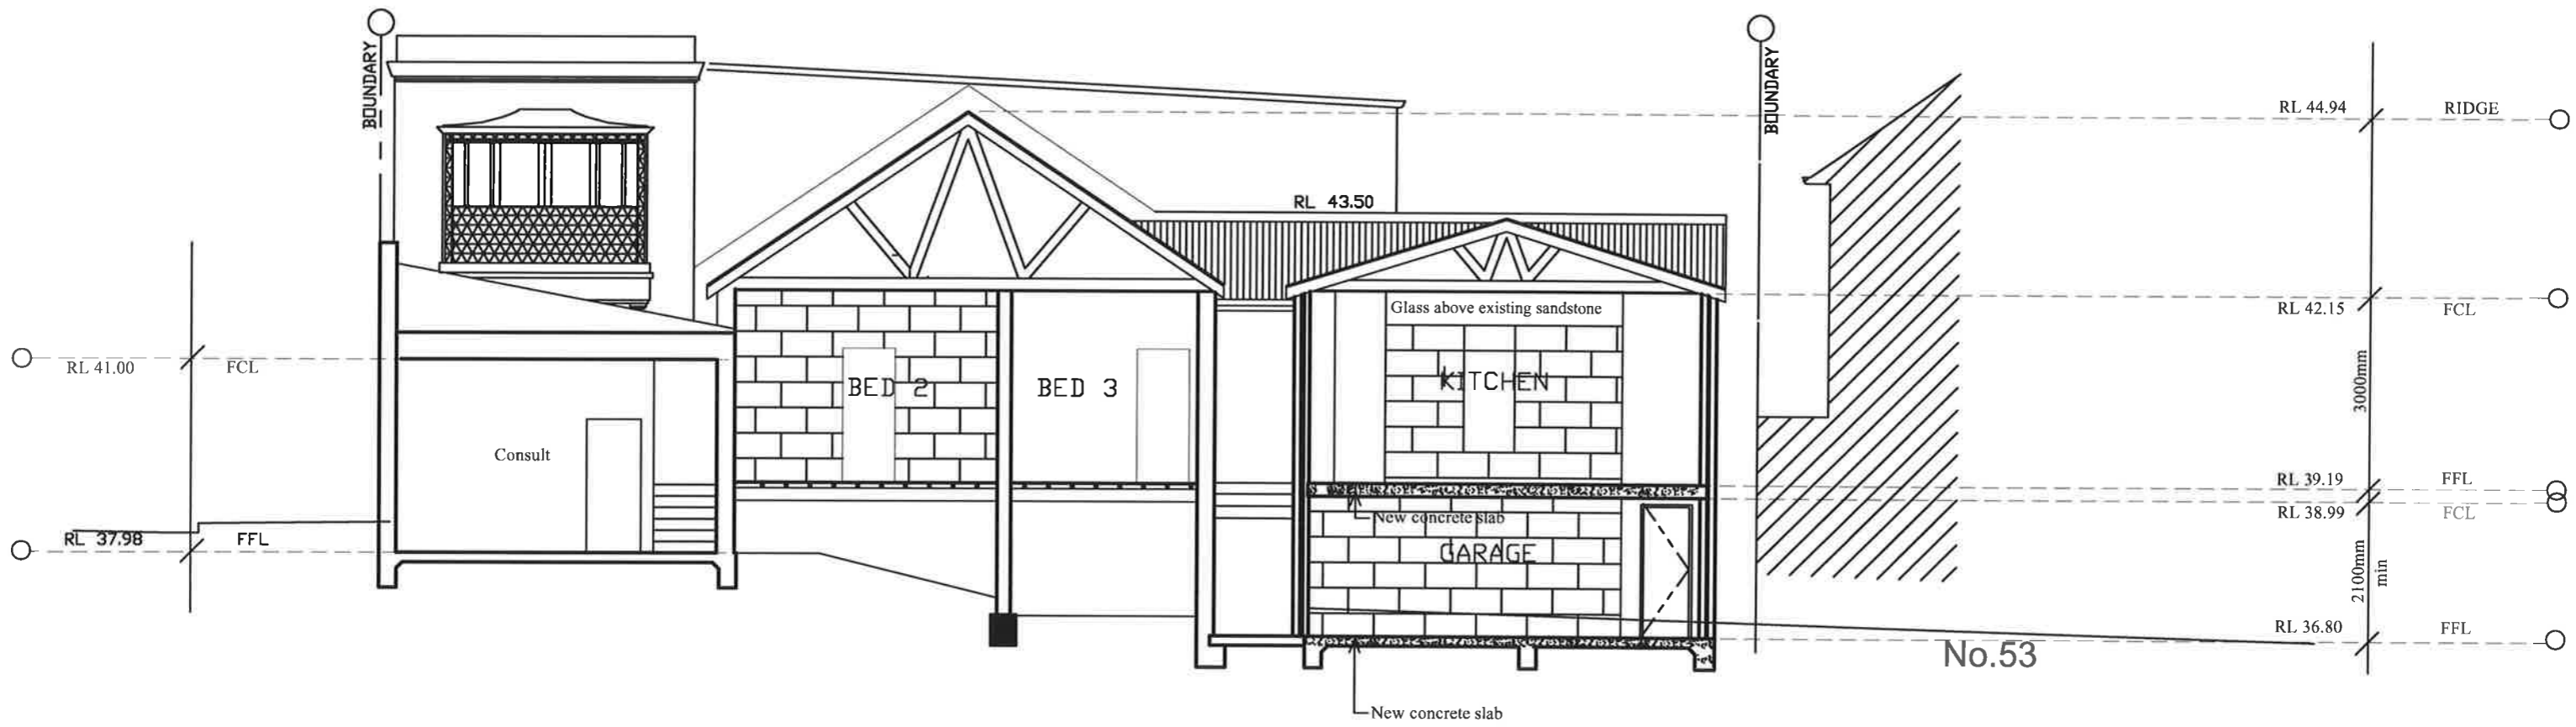 BOUNDARY
BOUNDARY
RL 44.94 RIDGE
RL 43.50
Glass above existing sandstone
RL 42.15 FCL
RL 41.00 FCL
BED 2
BED 3
KITCHEN
3000mm
Consult
RL 39.19 FFL
New concrete slab
RL 38.99 FCL
RL 37.98 FFL
GARAGE
2100mm
min
RL 36.80 FFL
No.53
New concrete slab